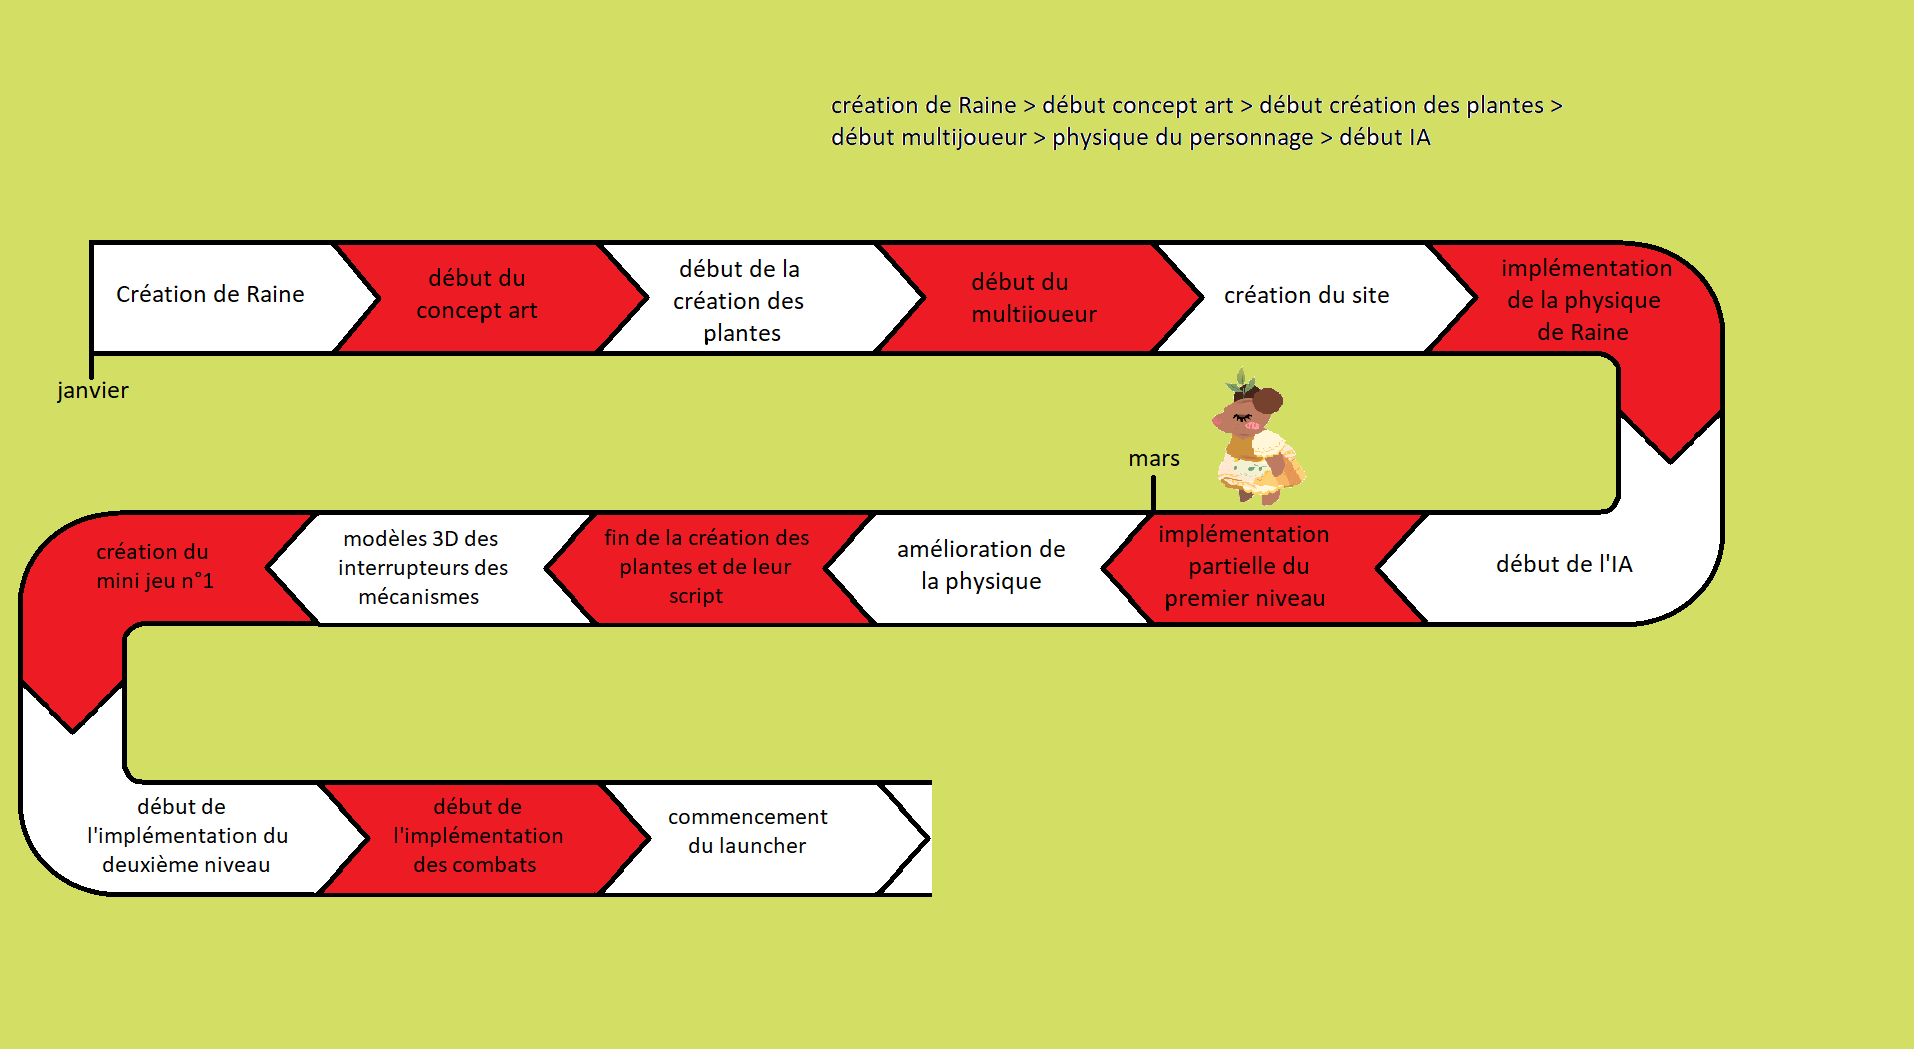 création de Raine > début concept art > début création des plantes >
début multijoueur > physique du personnage > début IA
Création de Raine
début du
concept art
début de la
création des
plantes
début du
multijoueur
création du site
implémentation
de la physique
de Raine
janvier
mars
début de l'IA
implémentation
partielle du
premier niveau
amélioration de
la physique
fin de la création des
plantes et de leur
script
modèles 3D des
interrupteurs des
mécanismes
création du
mini jeu n°1
début de
l'implémentation du
deuxième niveau
début de
l'implémentation
des combats
commencement
du launcher